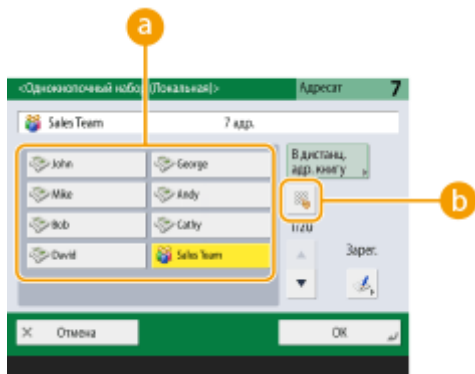 a
<Однокнопочный набор (Локальная)>
Адресат 7
Sales Team 7 адр.
John George
В дистанц.
адр. книгу
Mike Andy
b
Bob Cathy
1/20
David Sales Team
Зарег.
Отмена OK